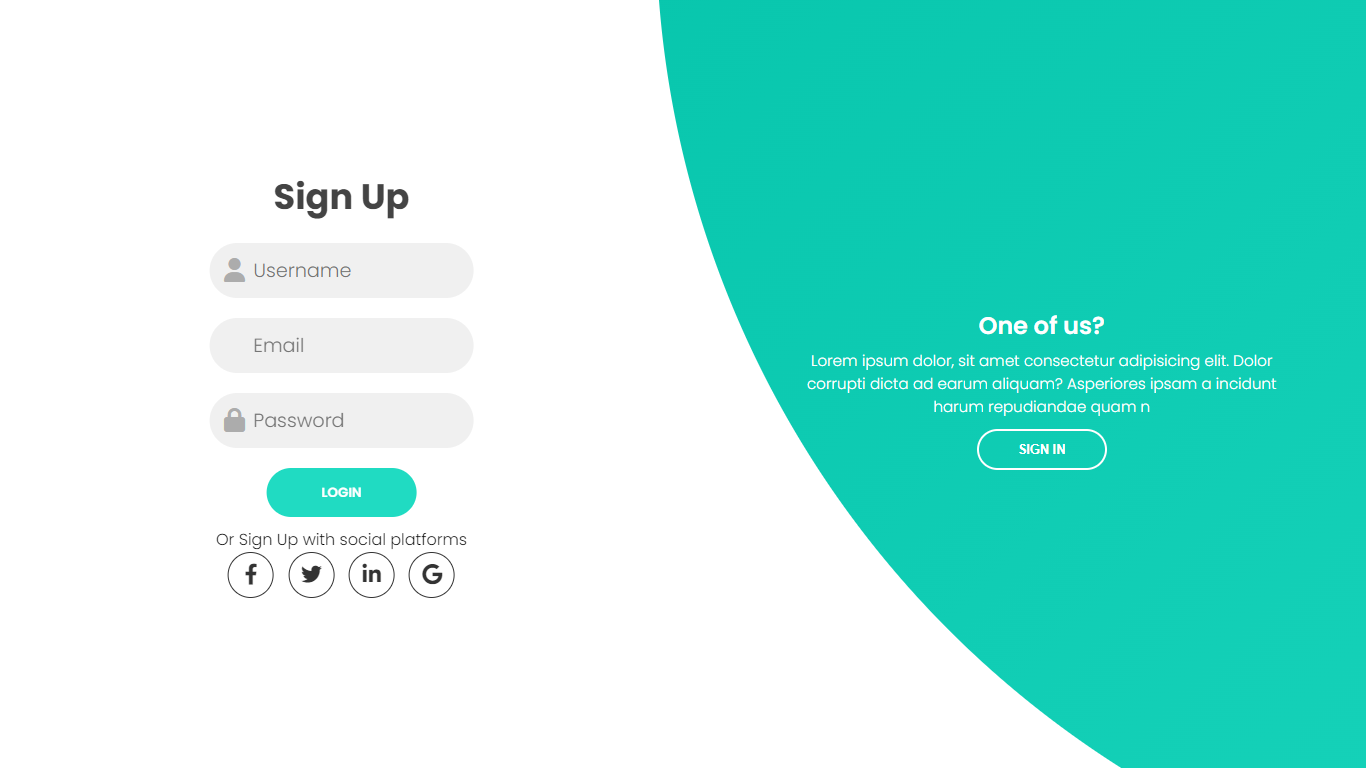 Sign Up
Username
Email
Password
LOGIN
Or Sign Up with social platforms
One of us?
Lorem ipsum dolor, sit amet consectetur adipisicing elit. Dolor
corrupti dicta ad earum aliquam? Asperiores ipsam a incidunt
harum repudiandae quam n
SIGN IN